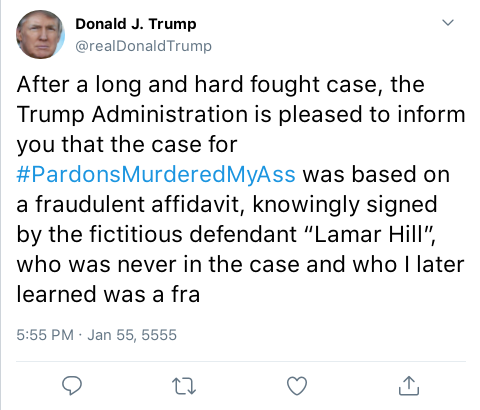 Donald J. Trump
@realDonaldTrump
After a long and hard fought case, the
Trump Administration is pleased to inform
you that the case for
#PardonsMurderedMyAss was based on
a fraudulent affidavit, knowingly signed
by the fictitious defendant “Lamar Hill”,
who was never in the case and who I later
learned was a fra
5:55 PM · Jan 55, 5555